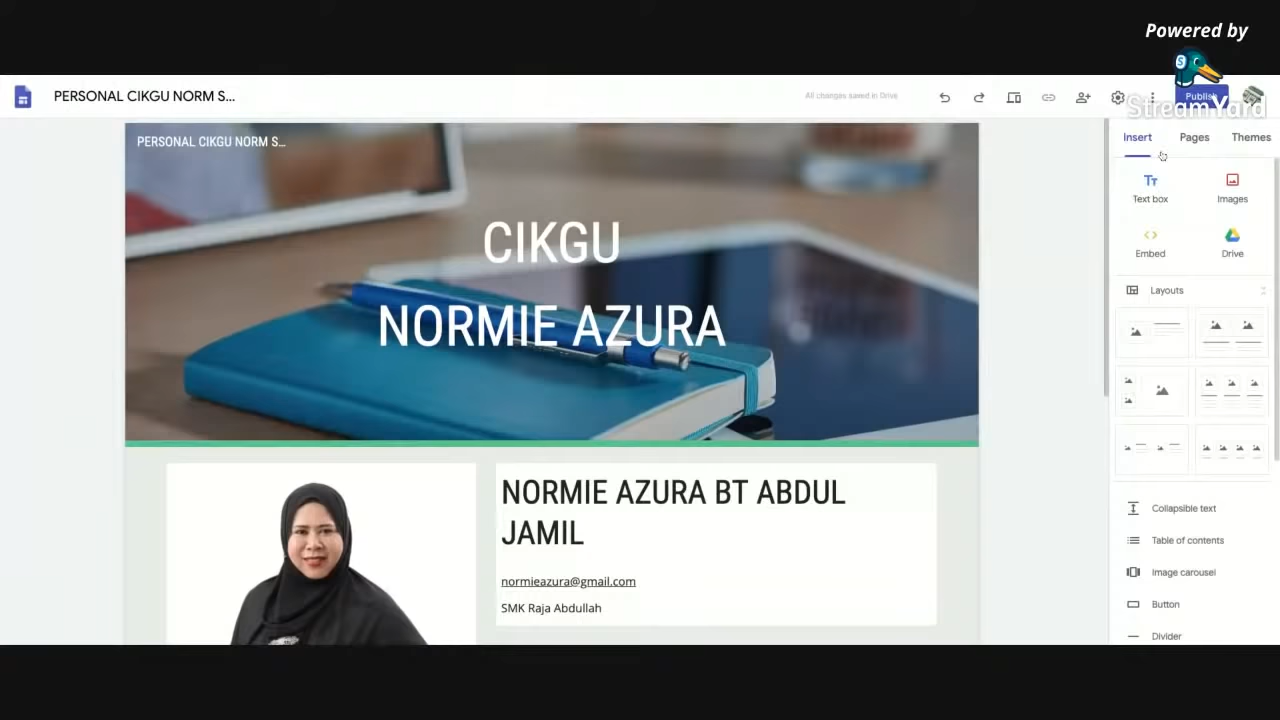 Powered by
StreamYard
PERSONAL CIKGU NORM S...
All changes saved in Drive
Publish
PERSONAL CIKGU NORM S...
CIKGU
NORMIE AZURA
NORMIE AZURA BT ABDUL
JAMIL
normieazura@gmail.com
SMK Raja Abdullah
Insert
Pages
Themes
Text box
Images
Embed
Drive
Layouts
Collapsible text
Table of contents
Image carousel
Button
Divider